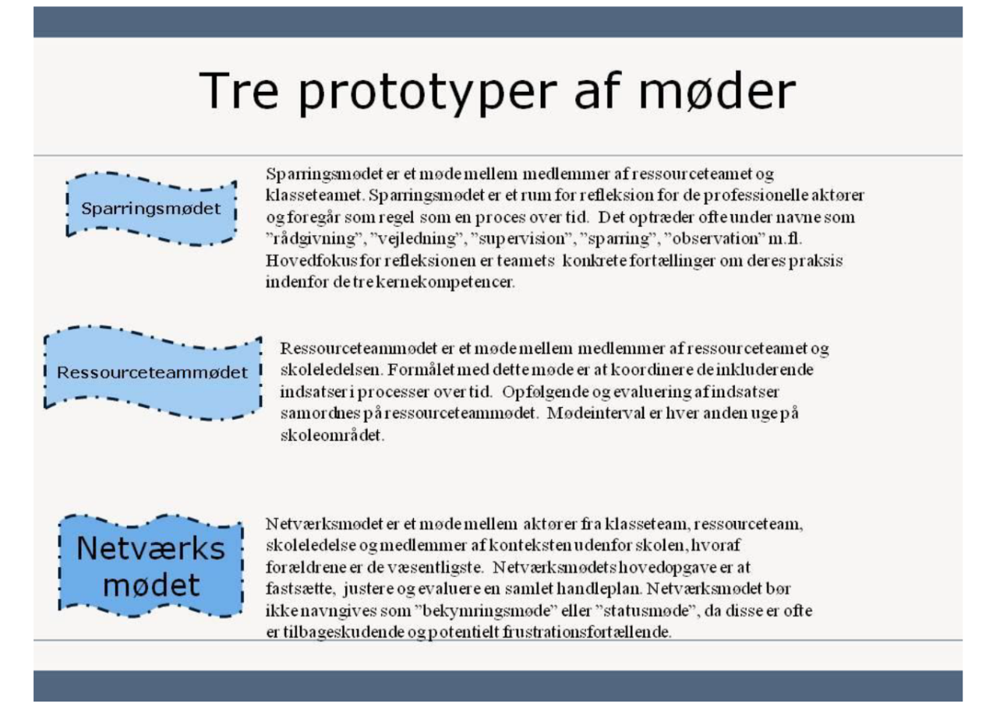 Tre prototyper af møder
Sparringsmødet
Sparringsmødet er et møde mellem medlemmer af ressourceteamet og
klasseteamet. Sparringsmødet er et rum for refleksion for de professionelle aktører
og foregår som regel som en proces over tid. Det optræder ofte under navne som
”rådgivning”, ”vejledning”, ”supervision”, ”sparring”, ”observation” m.fl.
Hovedfokus for refleksionen er teamets konkrete fortællinger om deres praksis
indenfor de tre kernekompetencer.
Ressourceteammødet
Ressourceteammødet er et møde mellem medlemmer af ressourceteamet og
skoleledelsen. Formålet med dette møde er at koordinere de inkluderende
indsatser i processer over tid. Opfølgende og evaluering af indsatser
samordnes på ressourceteammødet. Mødeinterval er hver anden uge på
skoleområdet.
Netværks
mødet
Netværksmødet er et møde mellem aktører fra klasseteam, ressourceteam,
skoleledelse og medlemmer af konteksten udenfor skolen, hvoraf
forældrene er de væsentligste. Netværksmødets hovedopgave er at
fastsætte, justere og evaluere en samlet handleplan. Netværksmødet bør
ikke navngives som ”bekymringsmøde” eller ”statusmøde”, da disse er ofte
er tilbageskudende og potentielt frustrationsfortællende.